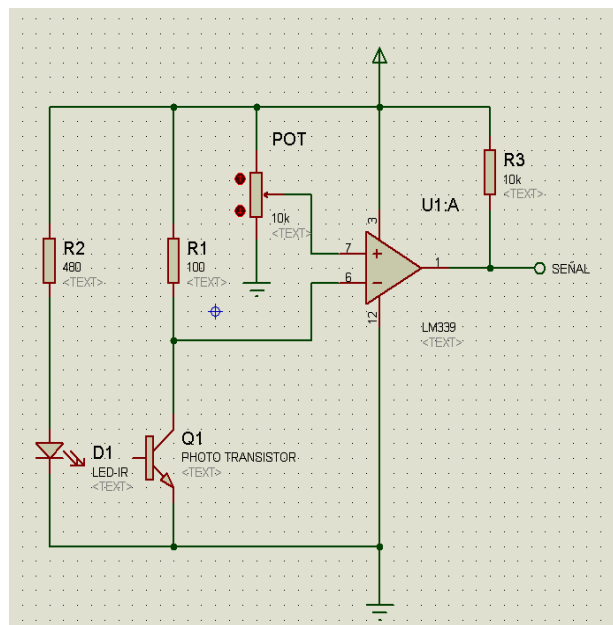 POT
R3
10k
<TEXT>
U1:A
3
10k
<TEXT>
R2
480
<TEXT>
R1
100
<TEXT>
7
6
1
SEÑAL
12
LM339
<TEXT>
D1
LED-IR
<TEXT>
Q1
PHOTO TRANSISTOR
<TEXT>